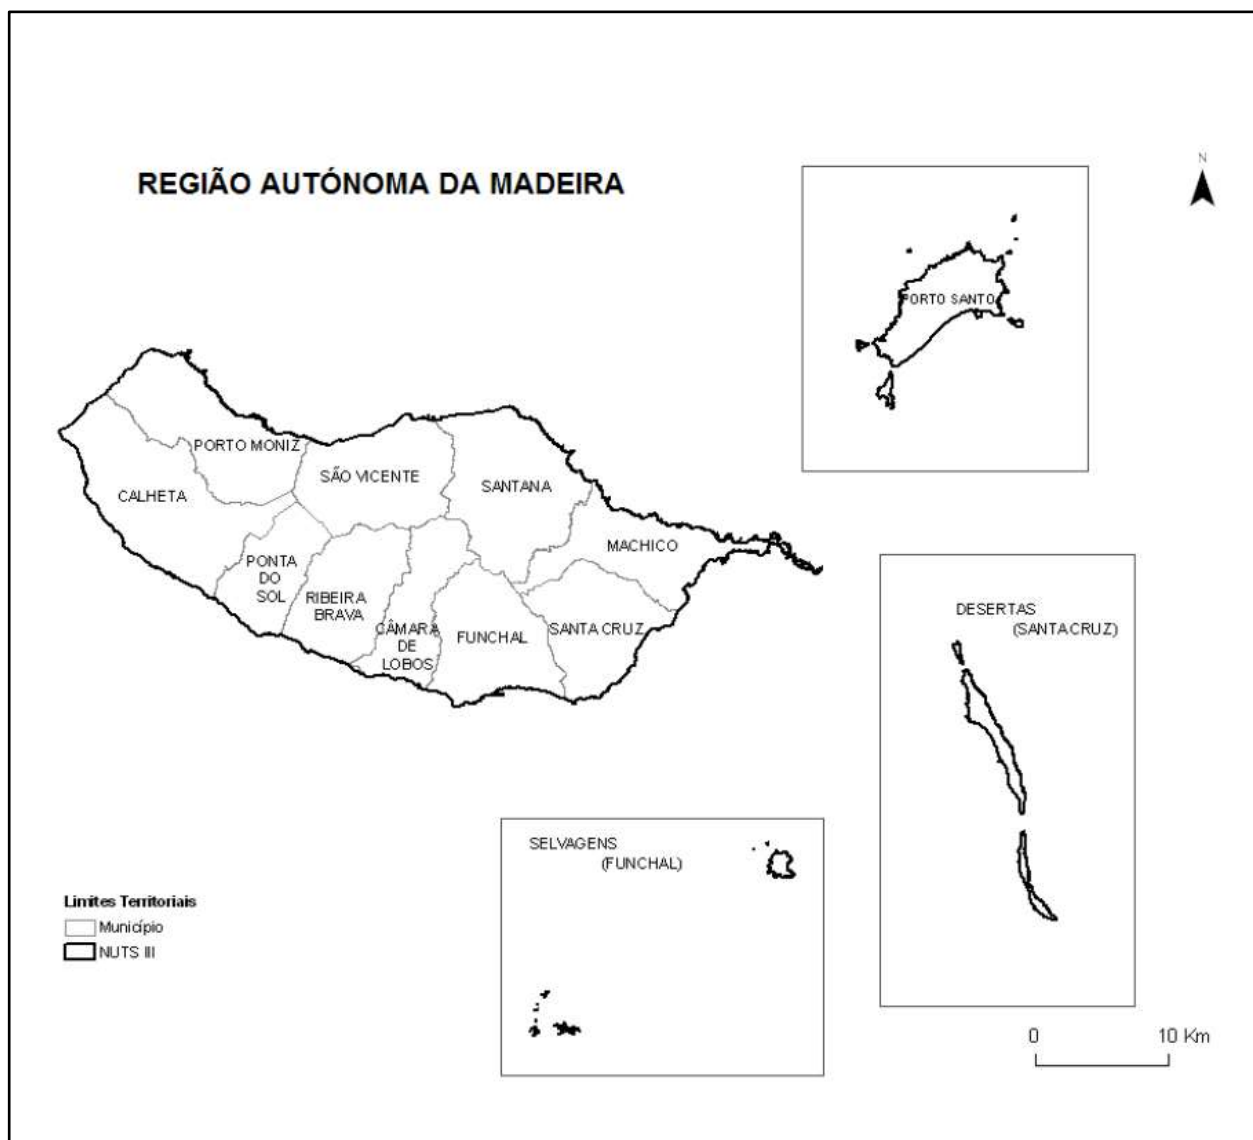 N
REGIÃO AUTÓNOMA DA MADEIRA
PORTO SANTO
PORTO MONIZ
SÃO VICENTE
SANTANA
CALHETA
MACHICO
PONTA
DO
SOL
RIBEIRA
BRAVA
CÂMARA
DE
LOBOS
FUNCHAL
SANTA CRUZ
DESERTAS
(SANTA CRUZ)
SELVAGENS
(FUNCHAL)
Limites Territoriais
Município
NUTS III
0 10 Km